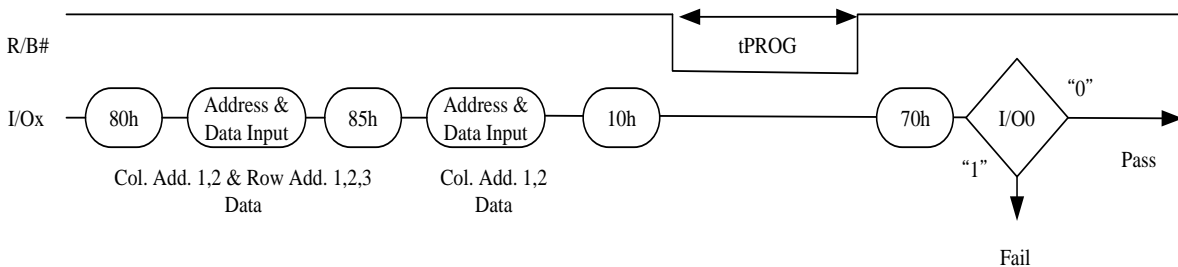 R/B#
tPROG
I/Ox
80h
Address &
Data Input
85h
Address &
Data Input
10h
70h
I/O0
“0”
“1”
Pass
Col. Add. 1,2 & Row Add. 1,2,3
Data
Col. Add. 1,2
Data
Fail